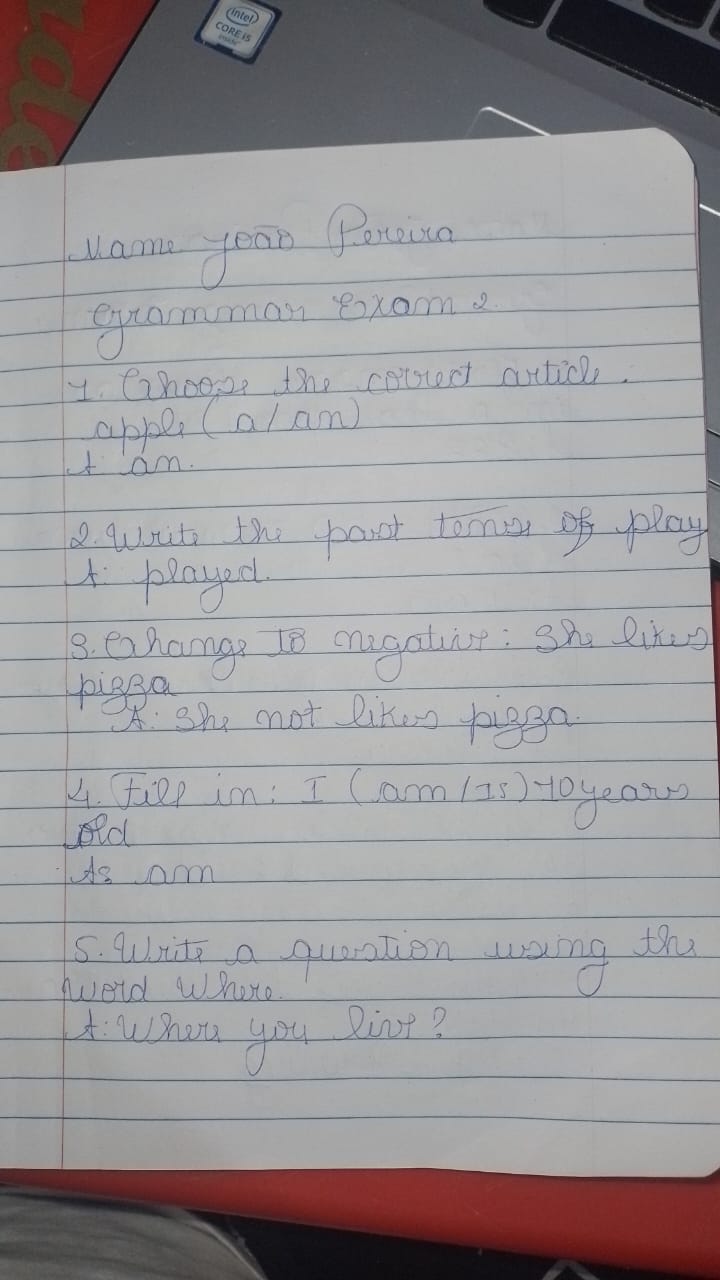 intel
CORE i5
inside
Name João Pereira
Grammar Exam 2.
1. Choose the correct article.
apple (a/an)
A: an.
2. Write the past tense of play
A: played.
3. Change to negative: She likes
pizza
A: She not likes pizza.
4. Fill in: I (am/is) 10 years
old
A: am
5. Write a question using the
word where.
A: Where you live?